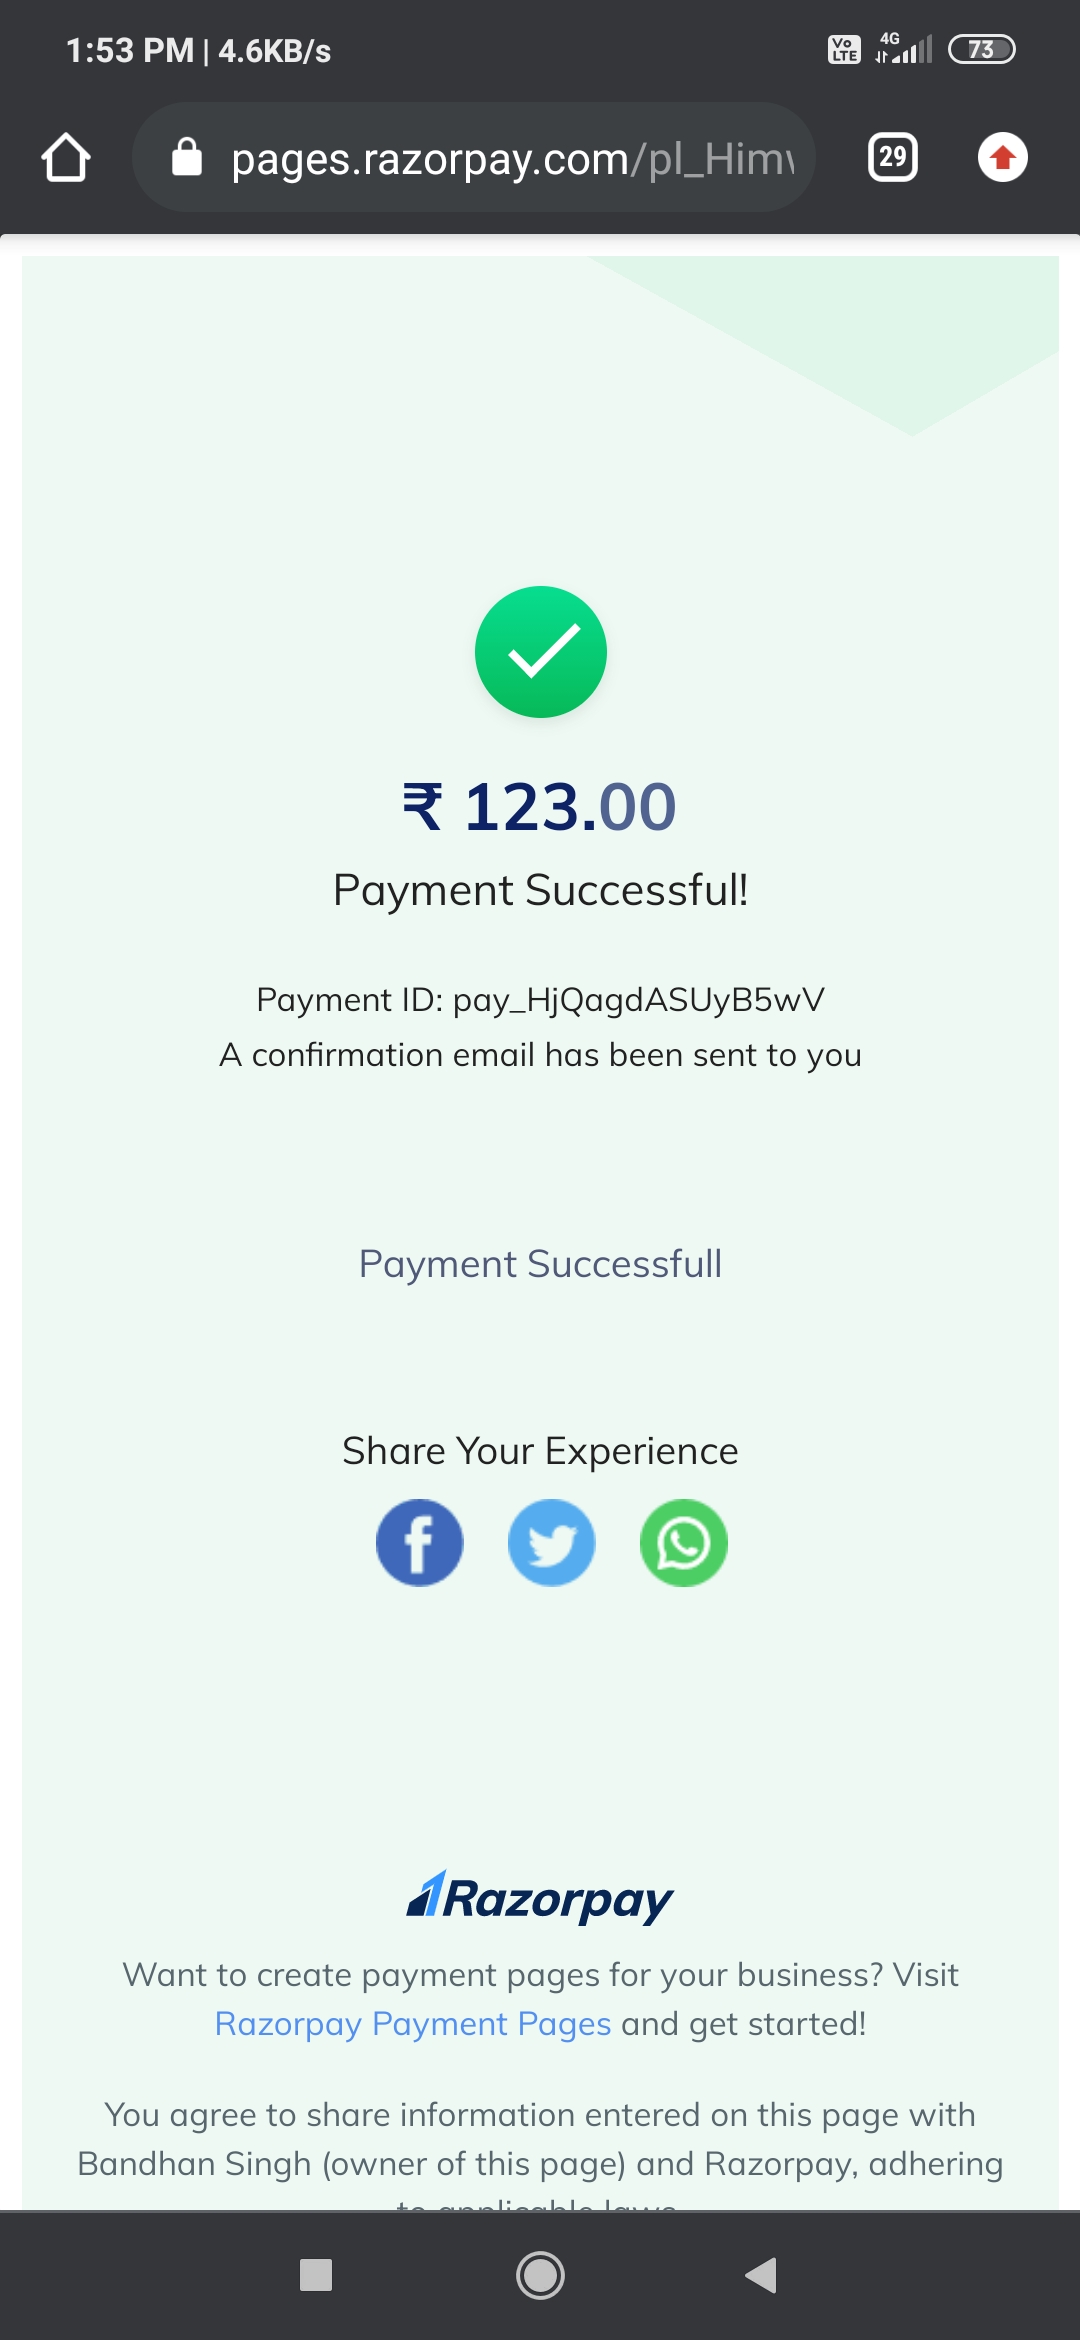 1:53 PM | 4.6KB/s
Vo
LTE
4G
73
pages.razorpay.com/pl_Him
29
₹ 123.00
Payment Successful!
Payment ID: pay_HjQagdASUyB5wV
A confirmation email has been sent to you
Payment Successfull
Share Your Experience
Razorpay
Want to create payment pages for your business? Visit
Razorpay Payment Pages and get started!
You agree to share information entered on this page with
Bandhan Singh (owner of this page) and Razorpay, adhering
to applicable laws